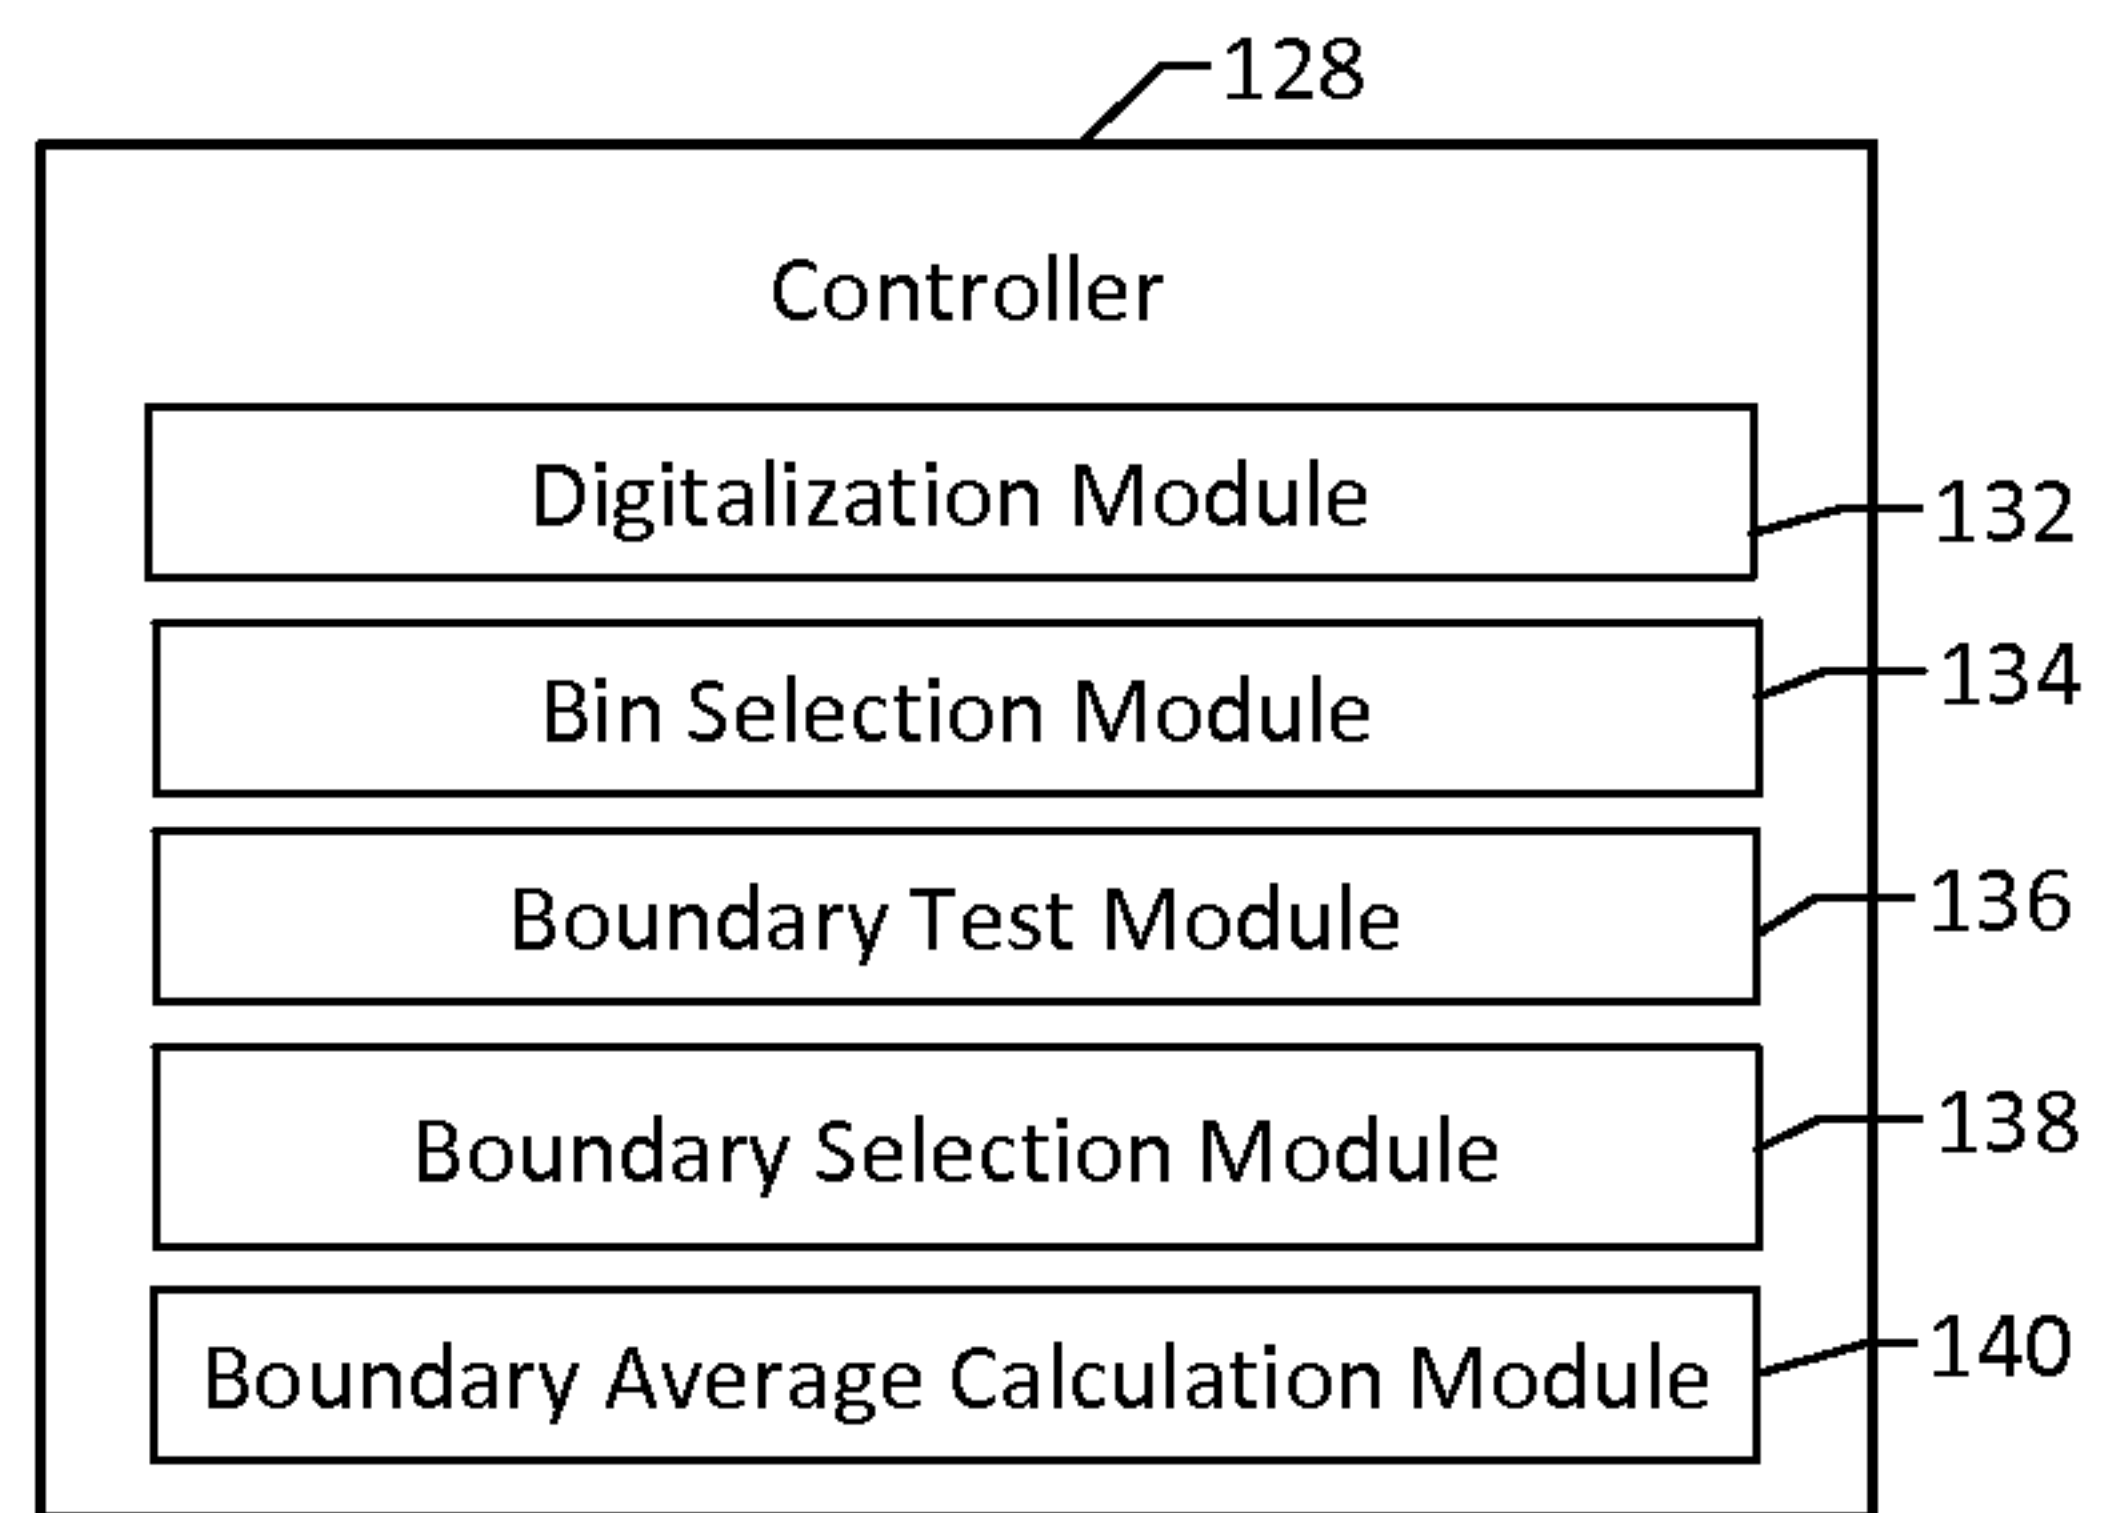 128
Controller
Digitalization Module
132
Bin Selection Module
134
Boundary Test Module
136
Boundary Selection Module
138
Boundary Average Calculation Module
140